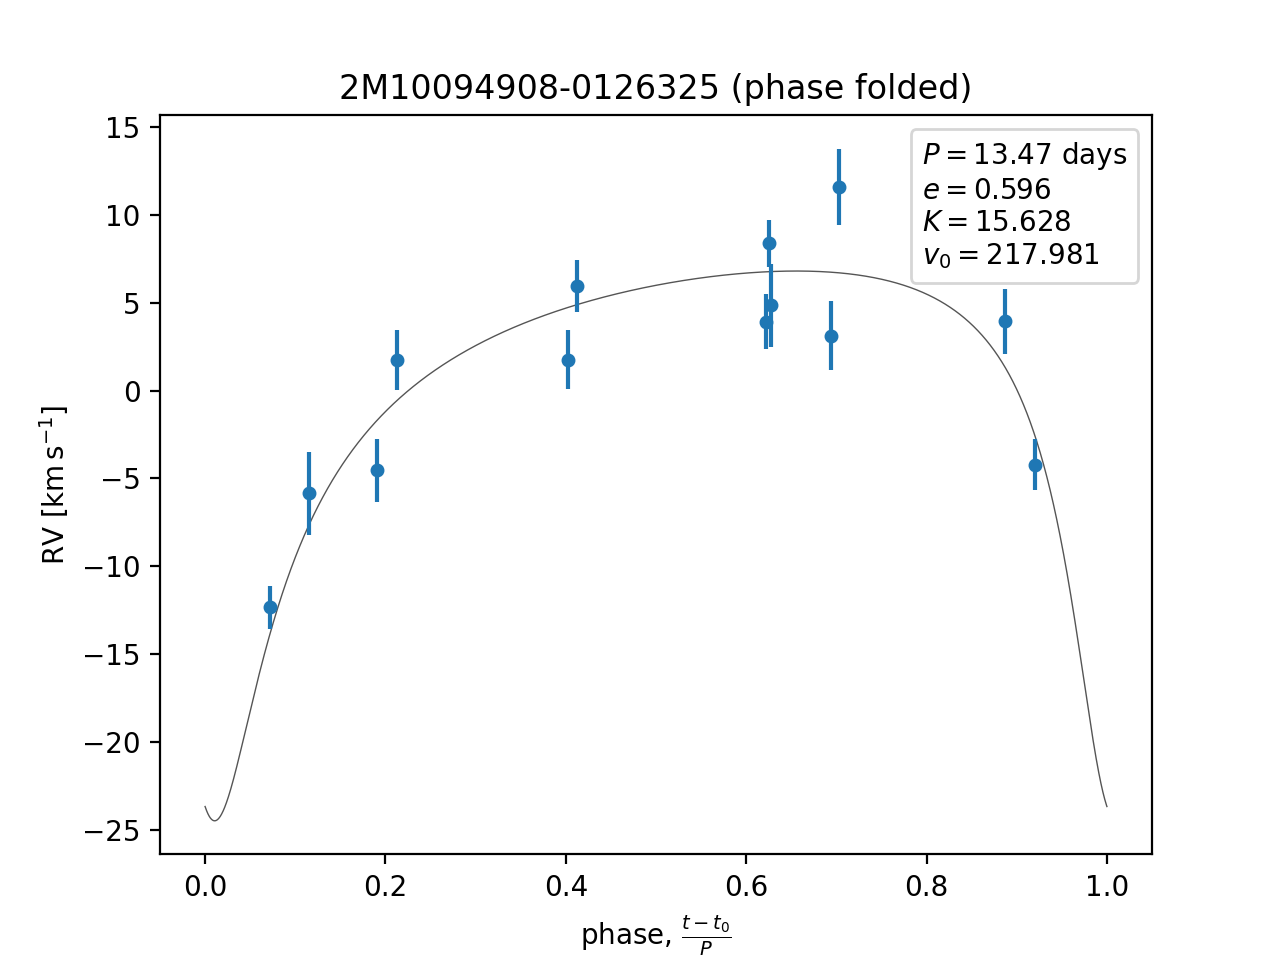 2M10094908-0126325 (phase folded)
P = 13.47 days
e = 0.596
K = 15.628
v₀ = 217.981
15
10
5
0
−5
−10
−15
−20
−25
RV [km s⁻¹]
0.0 0.2 0.4 0.6 0.8 1.0
phase, (t − t₀)/P